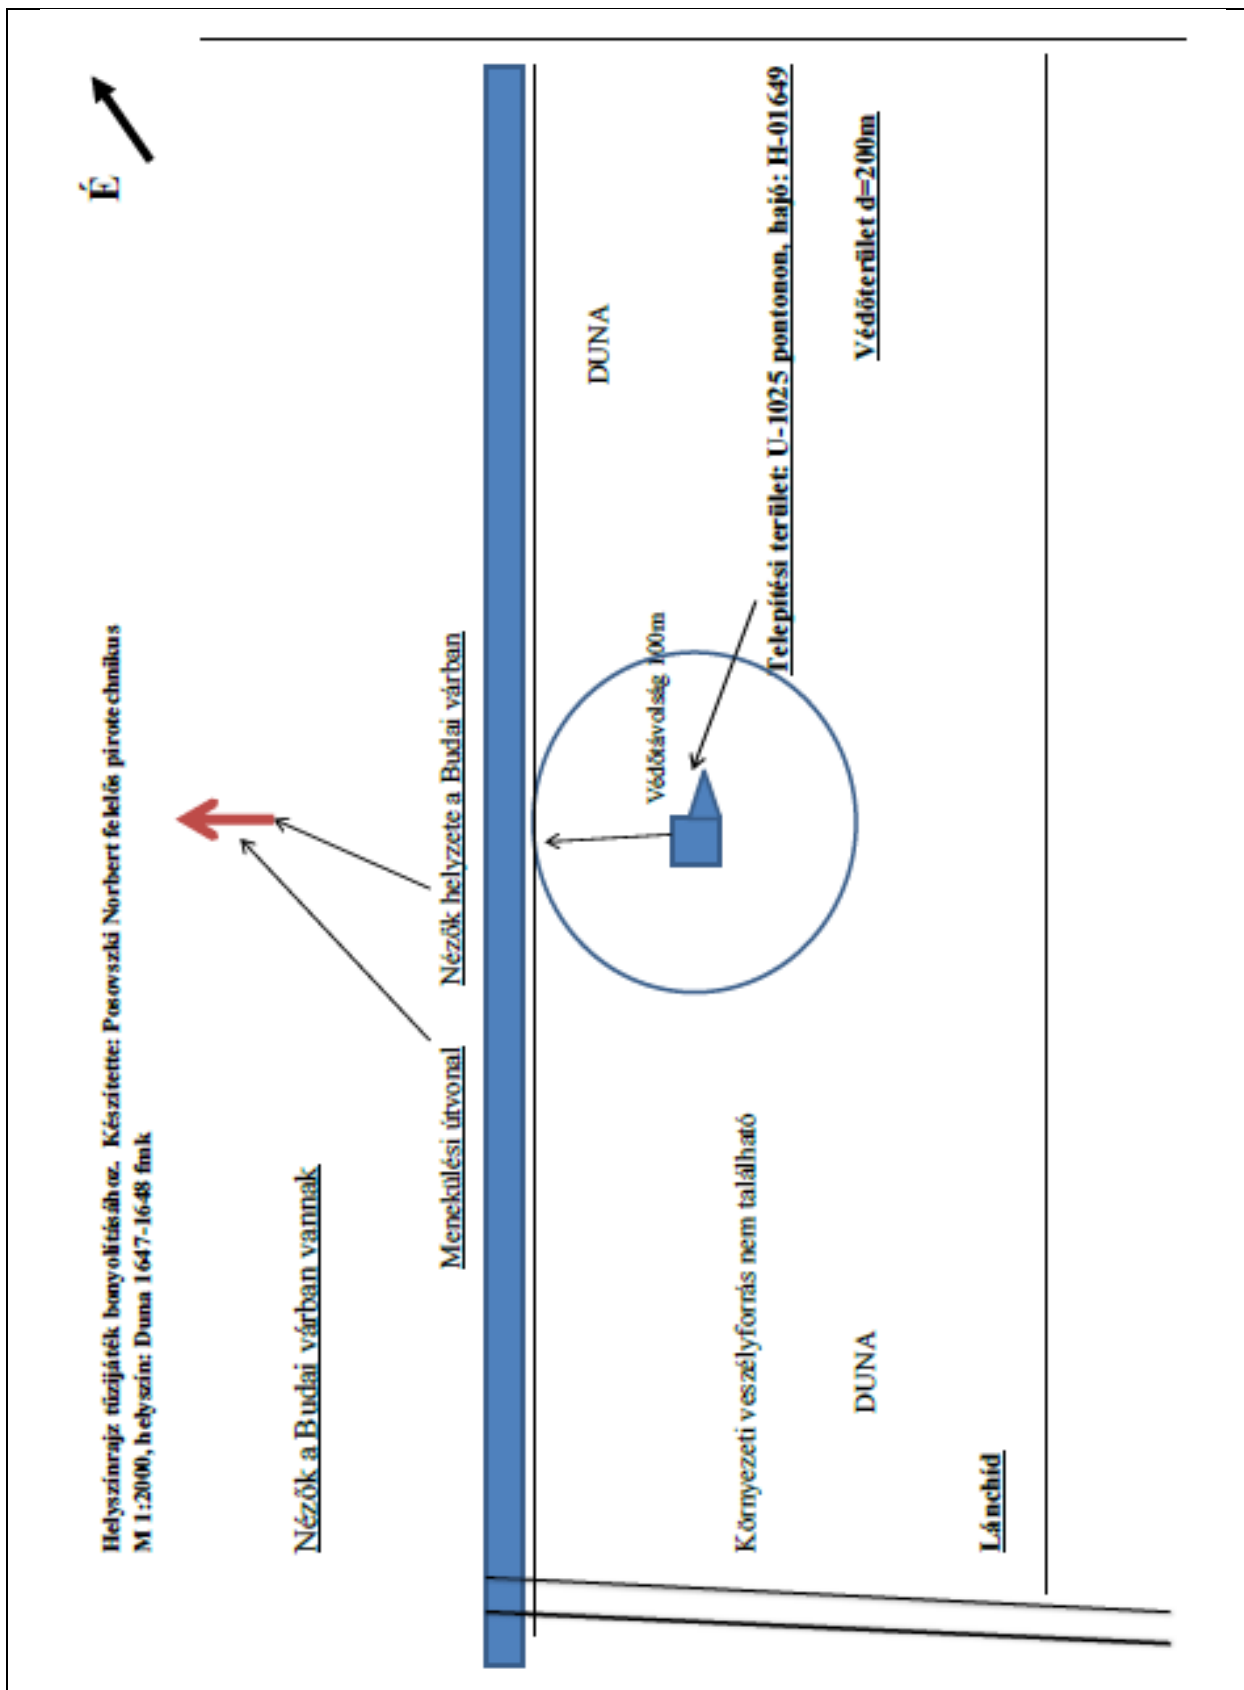 Helyszínrajz tűzijáték bonyolításához. Készítette: Posovszki Norbert felelős pirotechnikus
M 1:2000, helyszín: Duna 1647-1648 fmk
É
Nézők a Budai várban vannak
Menekülési útvonal
Nézők helyzete a Budai várban
DUNA
Védőtávolság 100m
Telepítési terület: U-1025 pontonon, hajó: H-01649
Védőterület d=200m
Környezeti veszélyforrás nem található
DUNA
Lánchíd